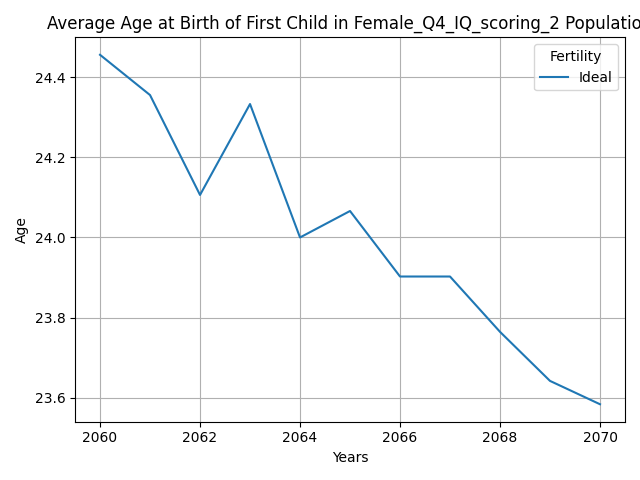 Average Age at Birth of First Child in Female_Q4_IQ_scoring_2 Populatio
Fertility
Ideal
24.4
24.2
24.0
23.8
23.6
Age
2060 2062 2064 2066 2068 2070
Years